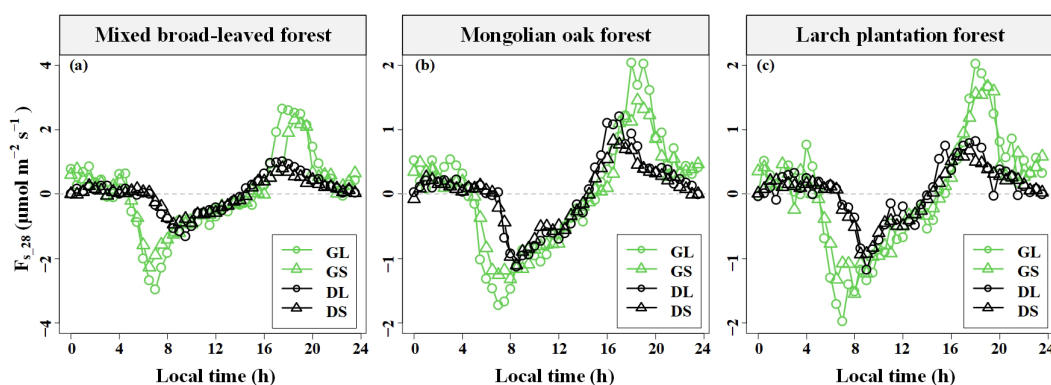 Mixed broad-leaved forest
Mongolian oak forest
Larch plantation forest
F_s_28 (μmol m⁻² s⁻¹)
(a)
4
2
0
−2
−4
GL
GS
DL
DS
0 4 8 12 16 20 24
Local time (h)
(b)
2
1
0
−1
−2
GL
GS
DL
DS
0 4 8 12 16 20 24
Local time (h)
(c)
2
1
0
−1
−2
GL
GS
DL
DS
0 4 8 12 16 20 24
Local time (h)